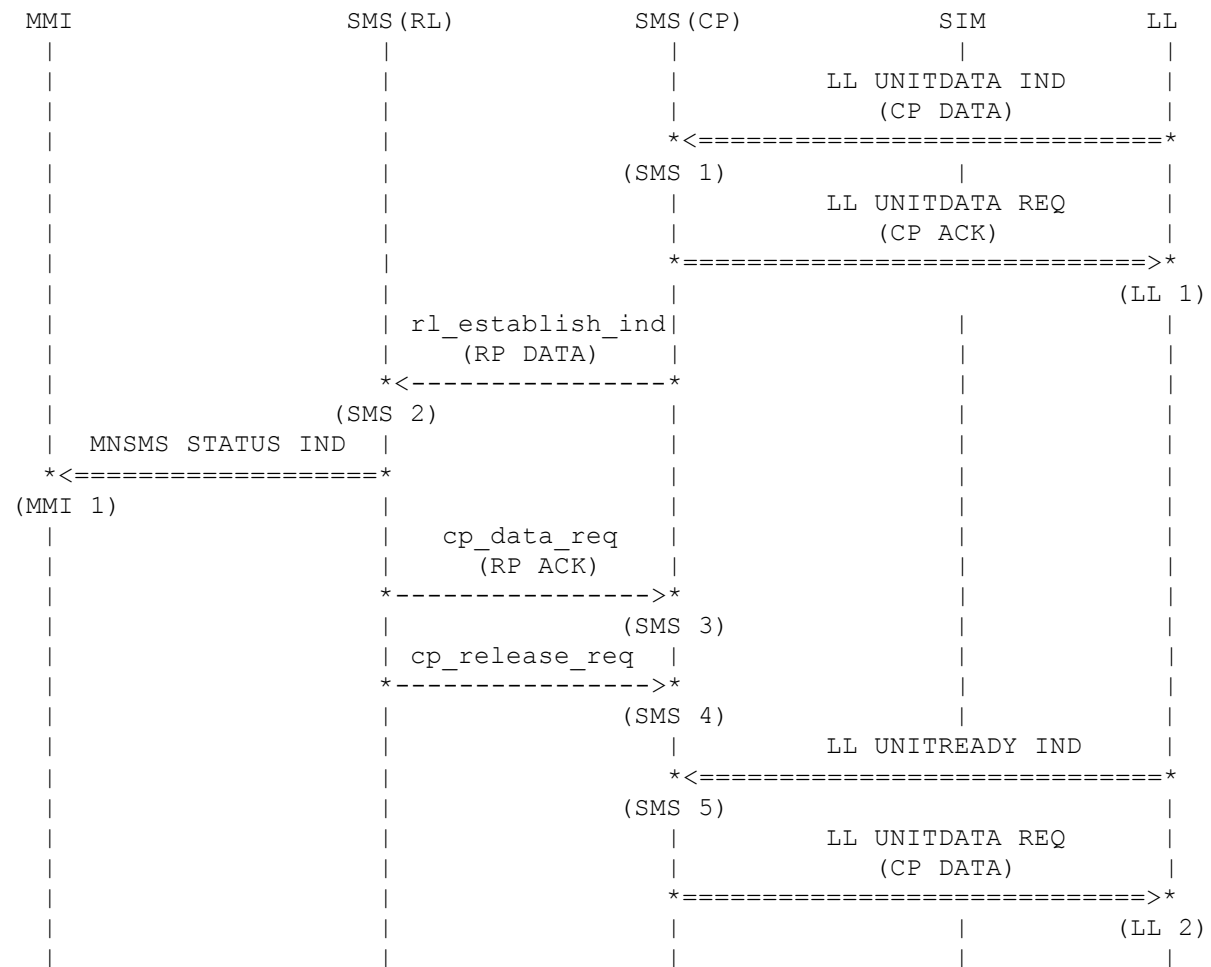 MMI SMS(RL) SMS(CP) SIM LL
LL UNITDATA IND
(CP DATA)
(SMS 1)
LL UNITDATA REQ
(CP ACK)
(LL 1)
rl_establish_ind
(RP DATA)
(SMS 2)
MNSMS STATUS IND
(MMI 1)
cp_data_req
(RP ACK)
(SMS 3)
cp_release_req
(SMS 4)
LL UNITREADY IND
(SMS 5)
LL UNITDATA REQ
(CP DATA)
(LL 2)